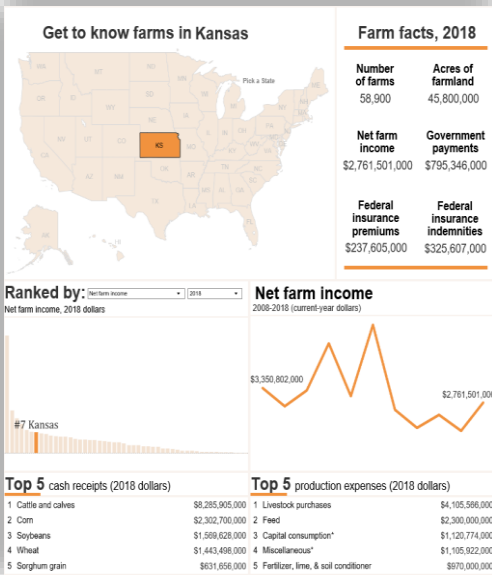 Get to know farms in Kansas
Pick a State
KS
Farm facts, 2018
Number of farms
58,900
Acres of farmland
45,800,000
Net farm income
$2,761,501,000
Government payments
$795,346,000
Federal insurance premiums
$237,605,000
Federal insurance indemnities
$325,607,000
Ranked by: Net farm income 2018
Net farm income, 2018 dollars
#7 Kansas
Net farm income
2008-2018 (current-year dollars)
$3,350,802,000
$2,761,501,000
Top 5 cash receipts (2018 dollars)
1 Cattle and calves $8,285,905,000
2 Corn $2,302,700,000
3 Soybeans $1,569,628,000
4 Wheat $1,443,498,000
5 Sorghum grain $631,656,000
Top 5 production expenses (2018 dollars)
1 Livestock purchases $4,105,566,000
2 Feed $2,300,000,000
3 Capital consumption* $1,120,774,000
4 Miscellaneous* $1,105,922,000
5 Fertilizer, lime, & soil conditioner $970,000,000